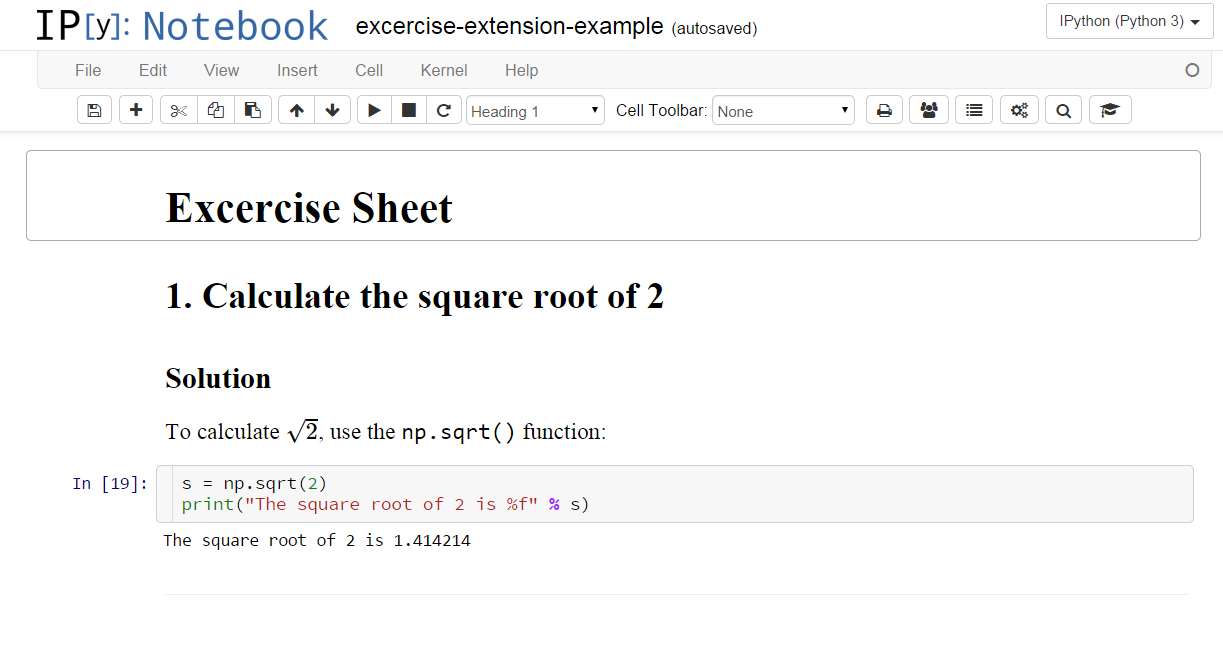 IP[y]: Notebook excercise-extension-example (autosaved) IPython (Python 3)
File Edit View Insert Cell Kernel Help
Heading 1 Cell Toolbar: None
Excercise Sheet
1. Calculate the square root of 2
Solution
To calculate √2, use the np.sqrt() function:
In [19]: s = np.sqrt(2)
print("The square root of 2 is %f" % s)
The square root of 2 is 1.414214